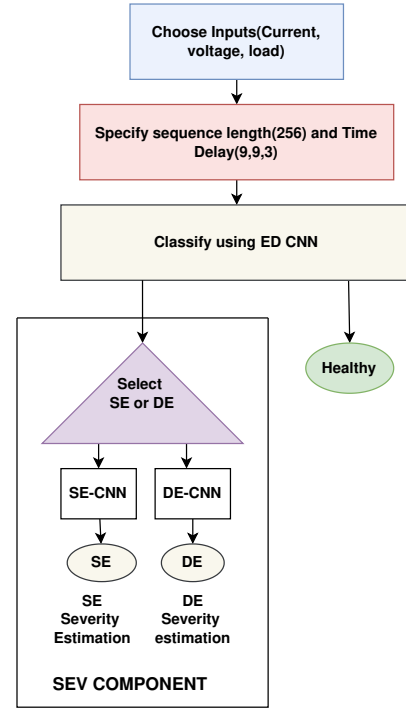 Choose Inputs(Current,
voltage, load)
Specify sequence length(256) and Time
Delay(9,9,3)
Classify using ED CNN
Healthy
Select
SE or DE
SE-CNN
DE-CNN
SE
DE
SE
Severity
Estimation
DE
Severity
estimation
SEV COMPONENT